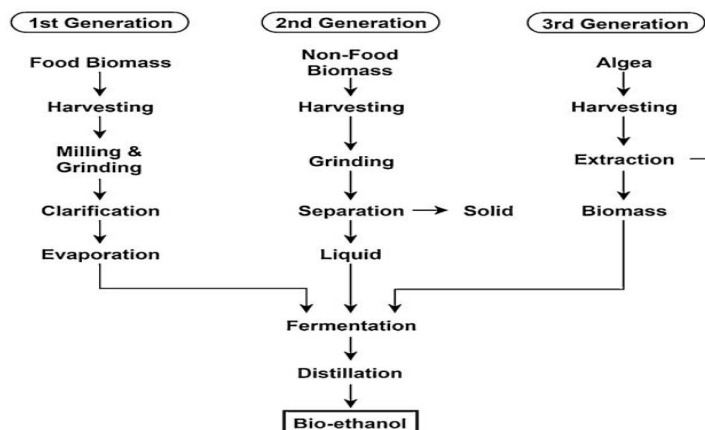 1st Generation
2nd Generation
3rd Generation
Food Biomass
Non-Food
Biomass
Algea
Harvesting
Harvesting
Harvesting
Milling &
Grinding
Grinding
Extraction
Clarification
Separation
Solid
Biomass
Evaporation
Liquid
Fermentation
Distillation
Bio-ethanol